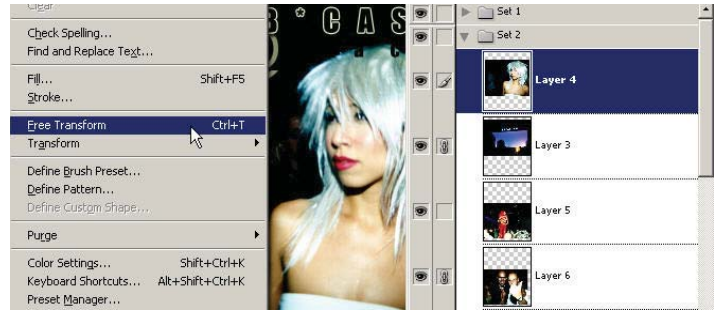 Clear
Check Spelling...
Find and Replace Text...
Fill... Shift+F5
Stroke...
Free Transform Ctrl+T
Transform
Define Brush Preset...
Define Pattern...
Define Custom Shape...
Purge
Color Settings... Shift+Ctrl+K
Keyboard Shortcuts... Alt+Shift+Ctrl+K
Preset Manager...
B*CAS
Set 1
Set 2
Layer 4
Layer 3
Layer 5
Layer 6